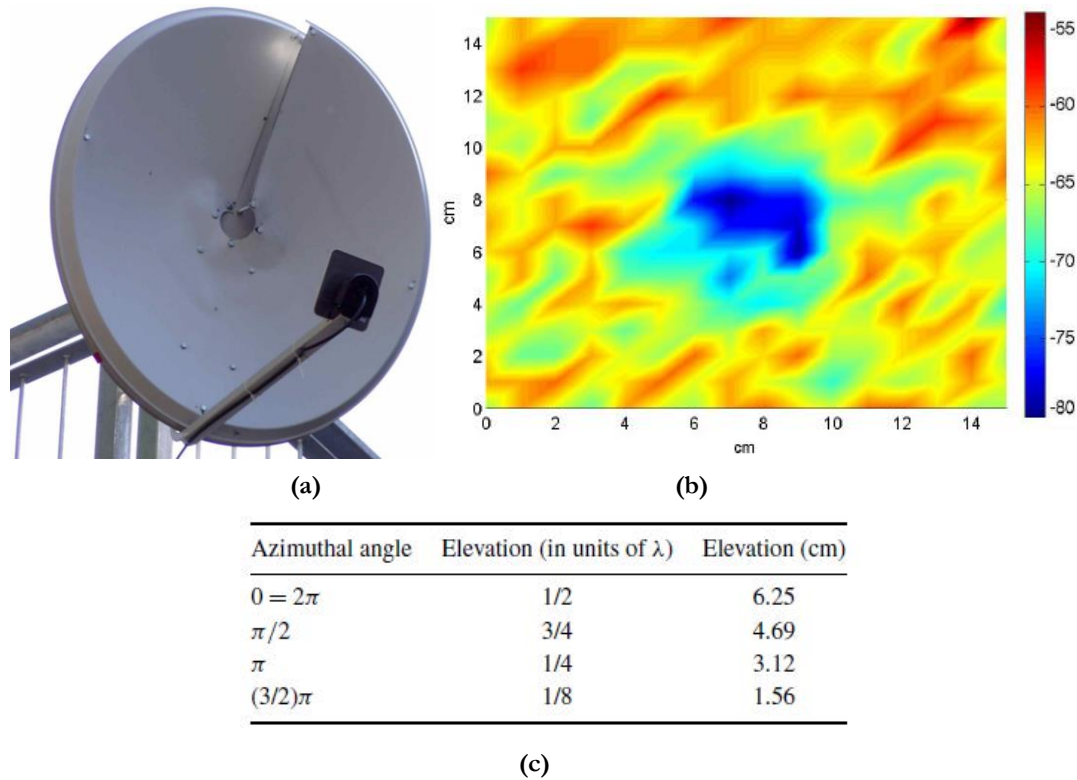 14
12
10
8
6
4
2
0
cm
0 2 4 6 8 10 12 14
cm
-55
-60
-65
-70
-75
-80
(a) (b)
Azimuthal angle Elevation (in units of λ) Elevation (cm)
0 = 2π 1/2 6.25
π/2 3/4 4.69
π 1/4 3.12
(3/2)π 1/8 1.56
(c)